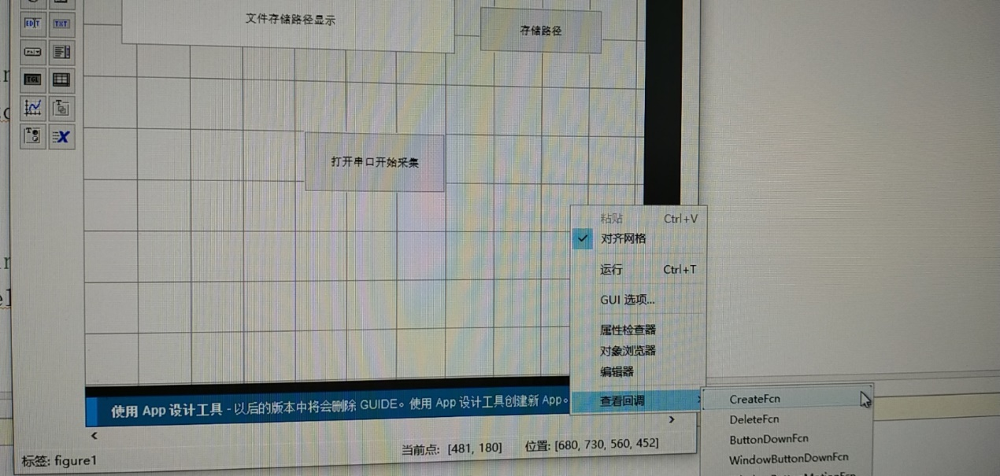 EDIT
TXT
文件存储路径显示
存储路径
TGL
打开串口开始采集
粘贴 Ctrl+V
对齐网格
运行 Ctrl+T
GUI 选项...
属性检查器
对象浏览器
编辑器
查看回调
CreateFcn
DeleteFcn
ButtonDownFcn
WindowButtonDownFcn
使用 App 设计工具 - 以后的版本中将会删除 GUIDE。使用 App 设计工具创建新 App。
标签: figure1
当前点: [481, 180]
位置: [680, 730, 560, 452]